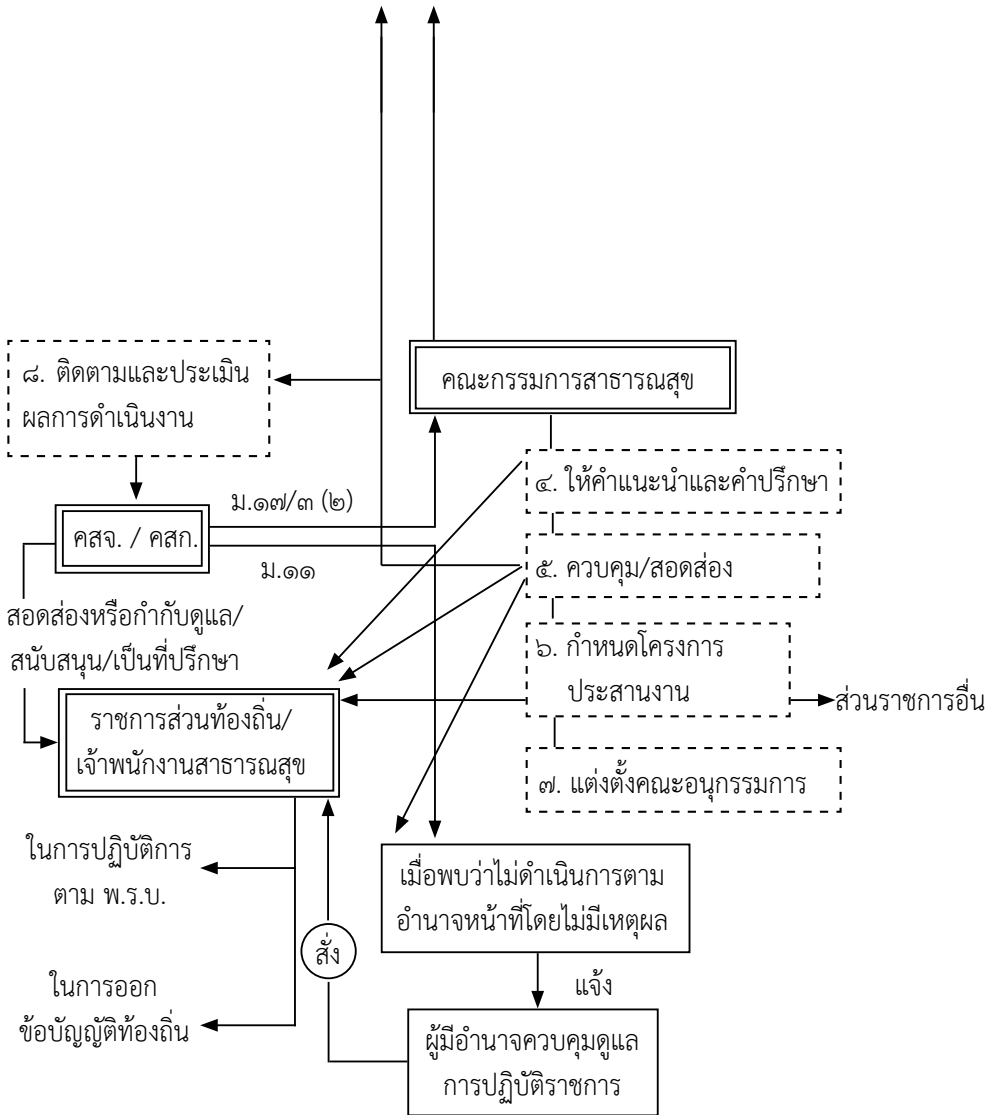 คณะกรรมการสาธารณสุข
๘. ติดตามและประเมิน
ผลการดำเนินงาน
๔. ให้คำแนะนำและคำปรึกษา
ม.๑๗/๓ (๒)
คสจ. / คสก.
ม.๑๑
๕. ควบคุม/สอดส่อง
สอดส่องหรือกำกับดูแล/
สนับสนุน/เป็นที่ปรึกษา
๖. กำหนดโครงการ
ประสานงาน
ส่วนราชการอื่น
ราชการส่วนท้องถิ่น/
เจ้าพนักงานสาธารณสุข
๗. แต่งตั้งคณะอนุกรรมการ
ในการปฏิบัติการ
ตาม พ.ร.บ.
เมื่อพบว่าไม่ดำเนินการตาม
อำนาจหน้าที่โดยไม่มีเหตุผล
สั่ง
แจ้ง
ในการออก
ข้อบัญญัติท้องถิ่น
ผู้มีอำนาจควบคุมดูแล
การปฏิบัติราชการ